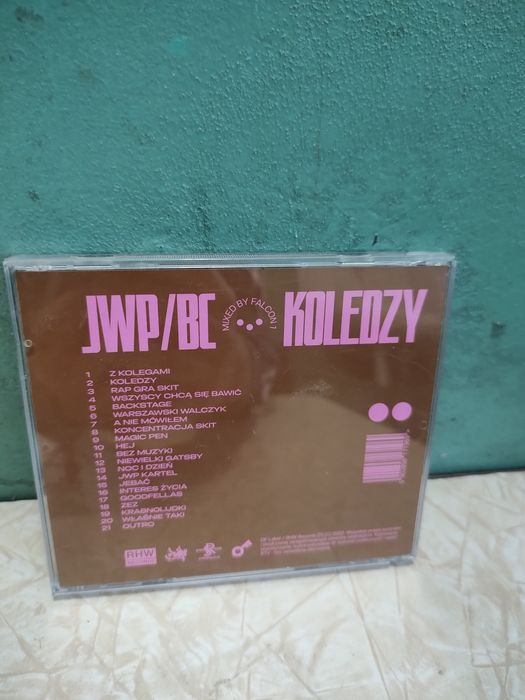 JWP/BC
MIXED BY FALCON 1
KOLEDZY
1 Z KOLEGAMI
2 KOLEDZY
3 RAP GRA SKIT
4 WSZYSCY CHCĄ SIĘ BAWIĆ
5 BACKSTAGE
6 WARSZAWSKI WALCZYK
7 A NIE MÓWIŁEM
8 KONCENTRACJA SKIT
9 MAGIC PEN
10 HEJ
11 BEZ MUZYKI
12 NIEWIELKI GATSBY
13 NOC I DZIEŃ
14 JWP KARTEL
15 JEBAĆ
16 INTERES ŻYCIA
17 GOODFELLAS
18 ZEZ
19 KRASNOLUDKI
20 WŁAŚNIE TAKI
21 OUTRO
RHW